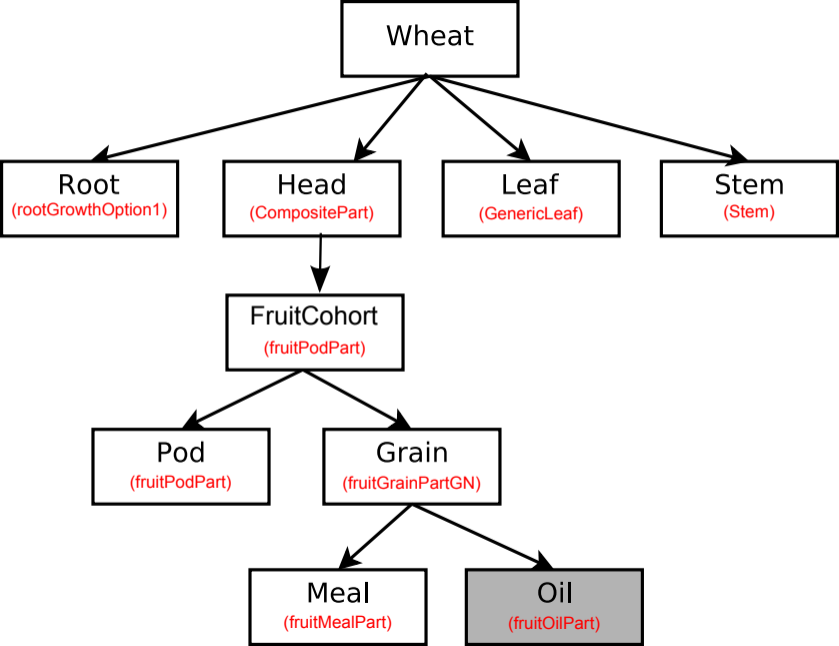 Wheat
Root
(rootGrowthOption1)
Head
(CompositePart)
Leaf
(GenericLeaf)
Stem
(Stem)
FruitCohort
(fruitPodPart)
Pod
(fruitPodPart)
Grain
(fruitGrainPartGN)
Meal
(fruitMealPart)
Oil
(fruitOilPart)